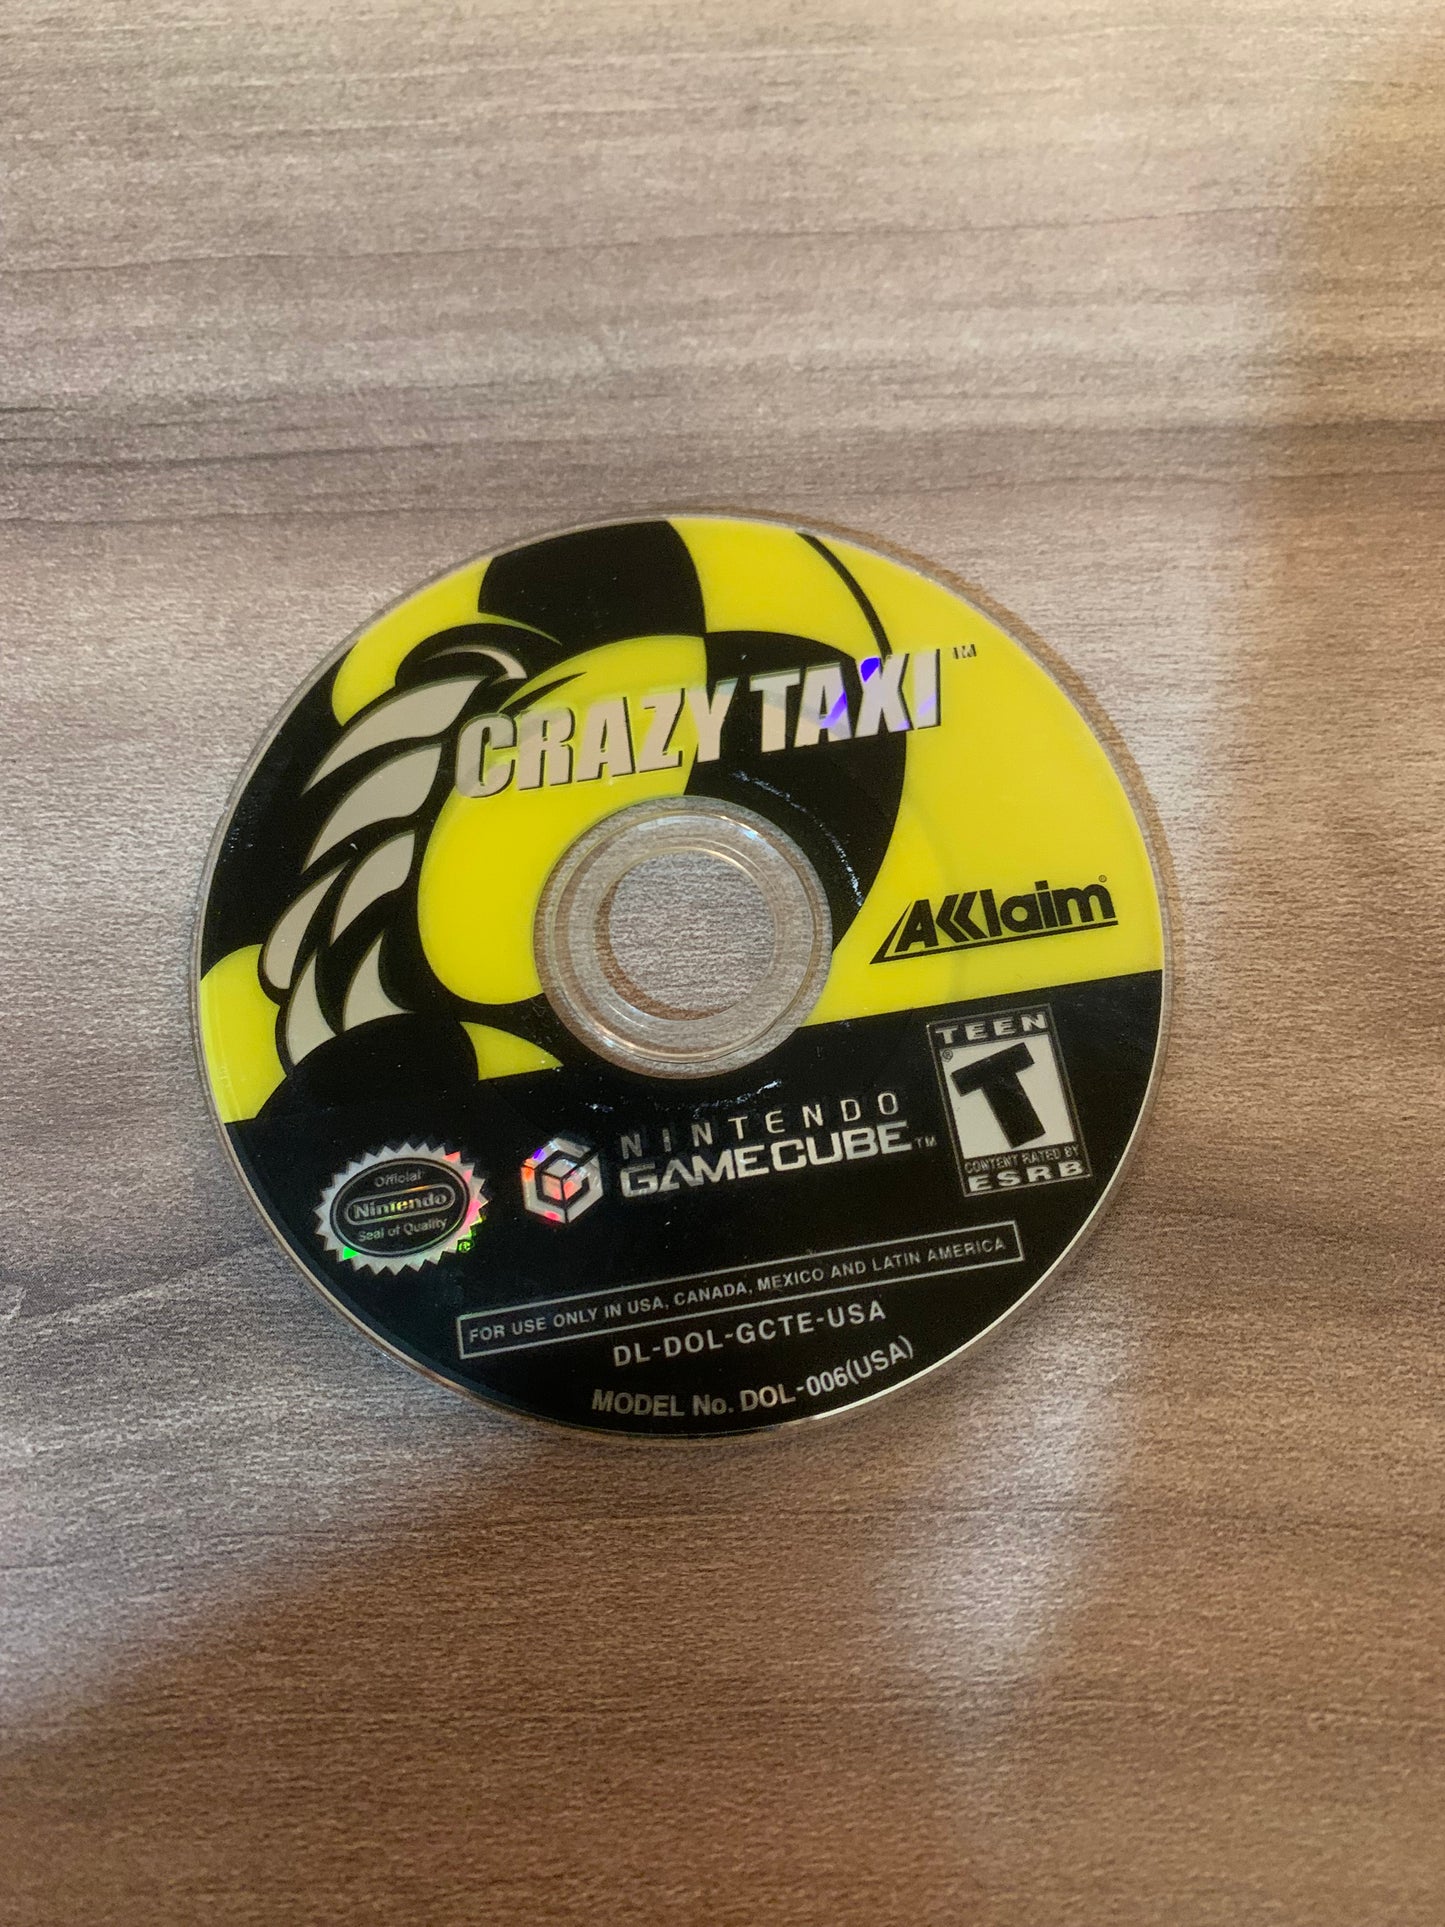 CRAZY TAXI™
AKKlaim®
TEEN
T
®
CONTENT RATED BY
ESRB
NINTENDO
GAMECUBE™
Official
Nintendo
Seal of Quality
®
FOR USE ONLY IN USA, CANADA, MEXICO AND LATIN AMERICA
DL-DOL-GCTE-USA
MODEL No. DOL-006(USA)